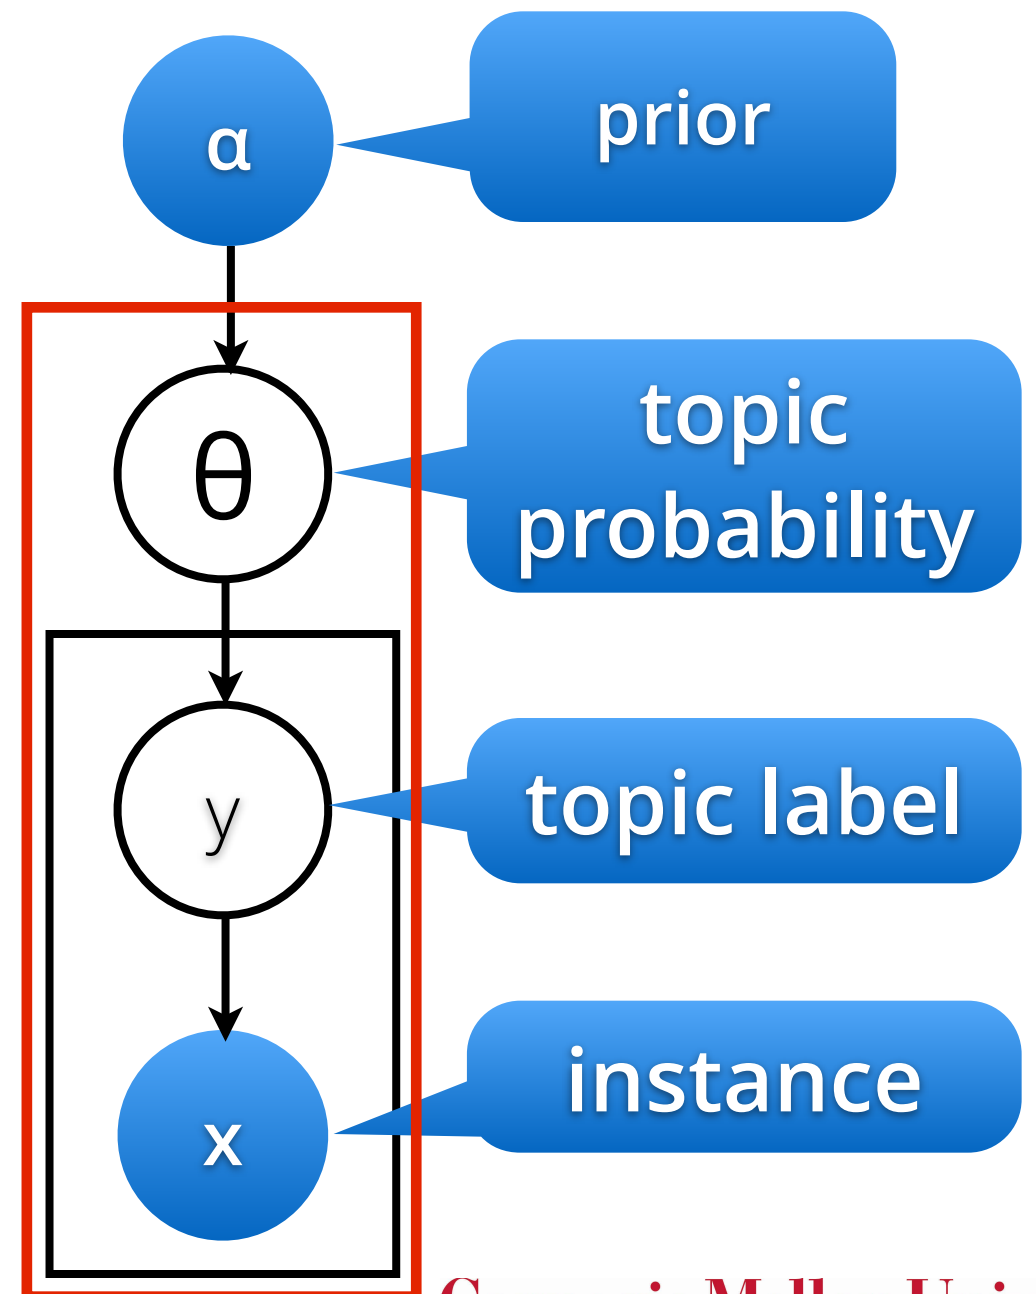 α
prior
θ
topic
probability
y
topic label
x
instance